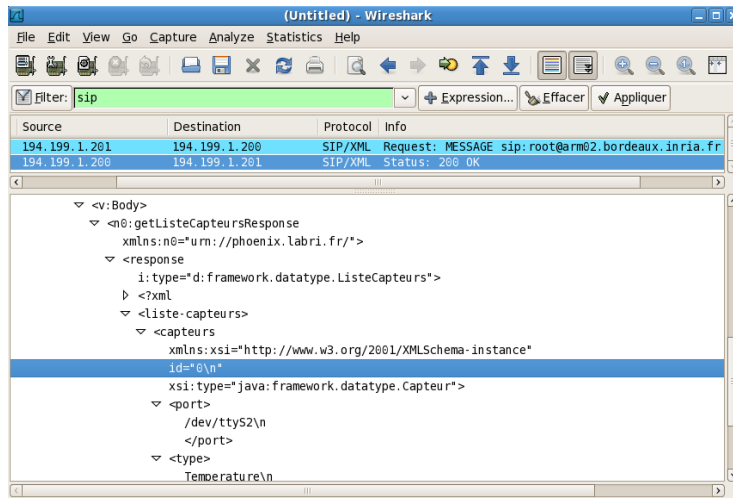 (Untitled) - Wireshark
File Edit View Go Capture Analyze Statistics Help
Filter: sip Expression... Effacer Appliquer
Source Destination Protocol Info
194.199.1.201 194.199.1.200 SIP/XML Request: MESSAGE sip:root@arm02.bordeaux.inria.fr
194.199.1.200 194.199.1.201 SIP/XML Status: 200 OK
<v:Body>
<n0:getListeCapteursResponse
xmlns:n0="urn://phoenix.labri.fr/">
<response
i:type="d:framework.datatype.ListeCapteurs">
<?xml
<liste-capteurs>
<capteurs
xmlns:xsi="http://www.w3.org/2001/XMLSchema-instance"
id="0\n"
xsi:type="java:framework.datatype.Capteur">
<port>
/dev/ttyS2\n
</port>
<type>
Temperature\n